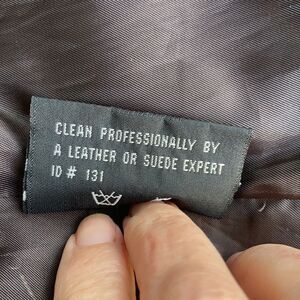 CLEAN PROFESSIONALLY BY
A LEATHER OR SUEDE EXPERT
ID # 131